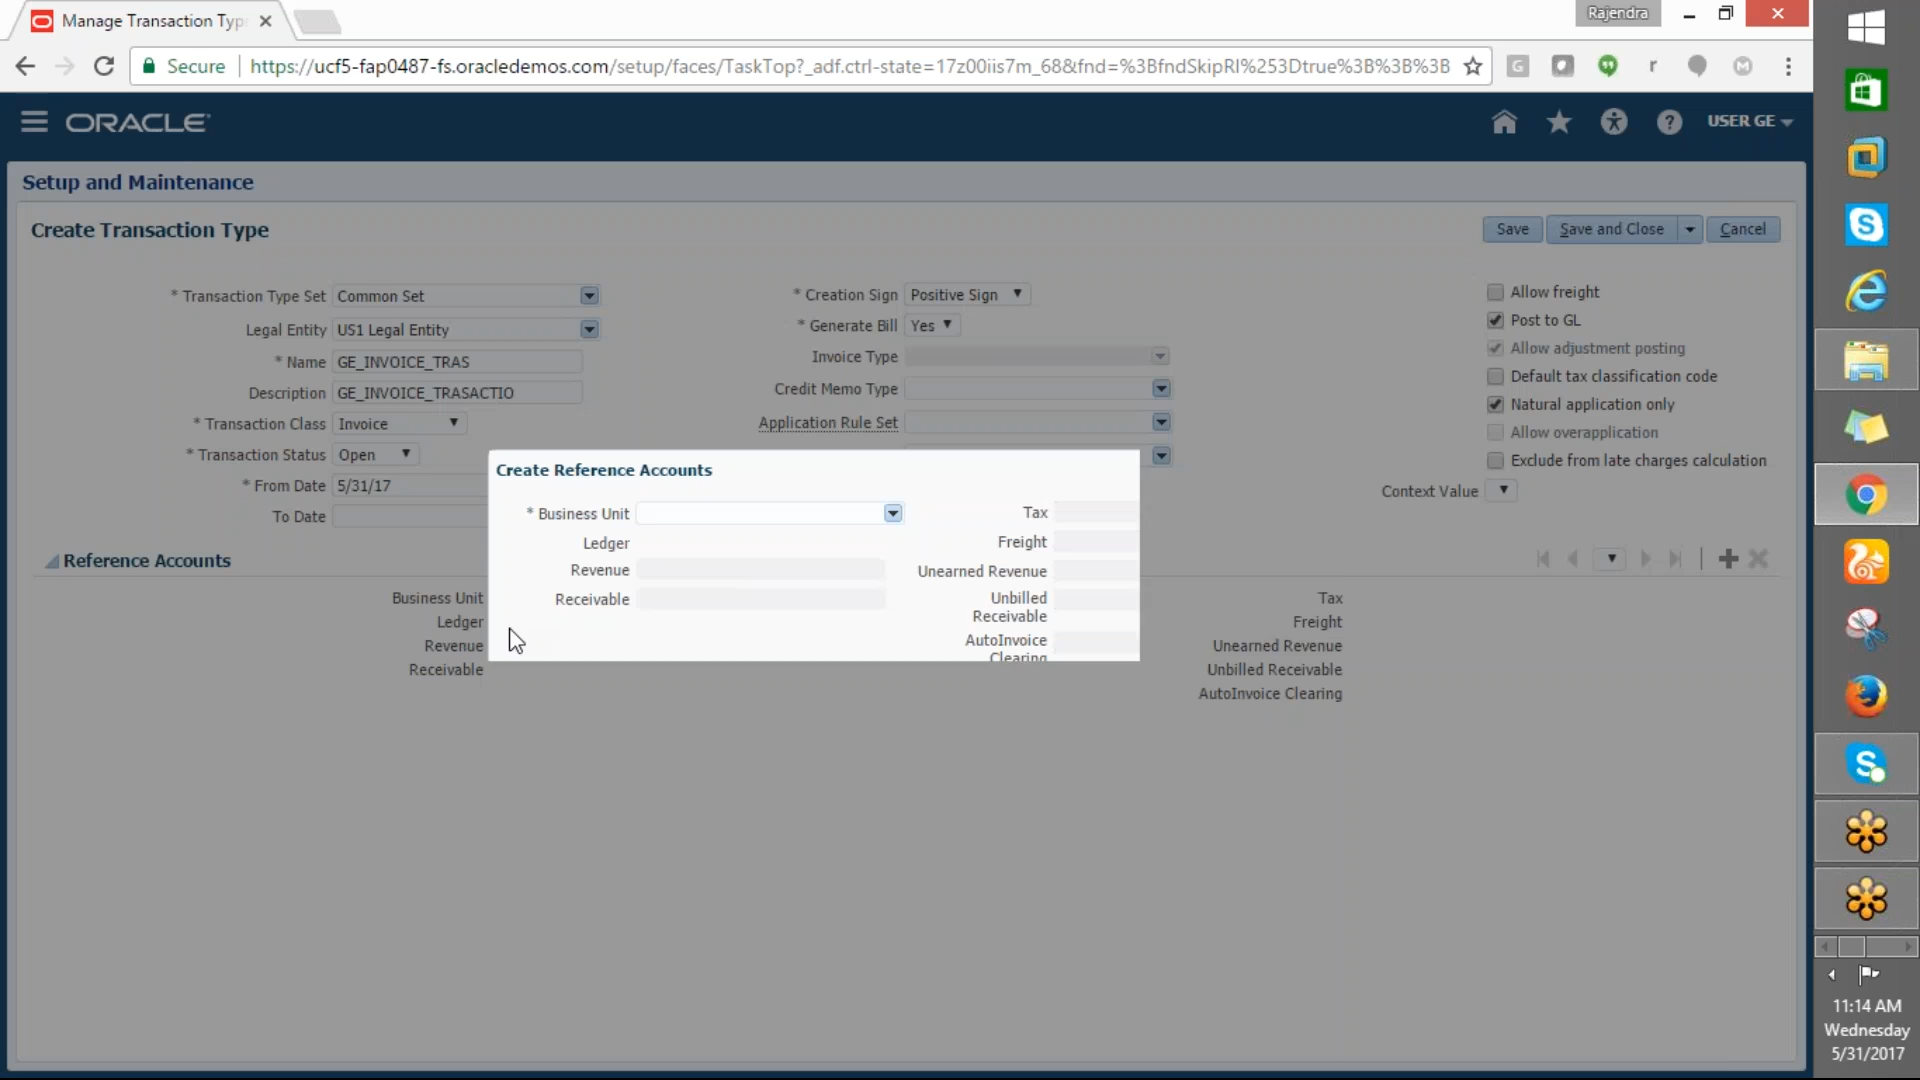 Manage Transaction Typ
Rajendra
Secure
https://ucf5-fap0487-fs.oracledemos.com/setup/faces/TaskTop?_adf.ctrl-state=17z00iis7m_68&fnd=%3BfndSkipRI%253Dtrue%3B%3B%3B
ORACLE
USER GE
Setup and Maintenance
Create Transaction Type
Save
Save and Close
Cancel
* Transaction Type Set Common Set
Legal Entity US1 Legal Entity
* Name GE_INVOICE_TRAS
Description GE_INVOICE_TRASACTIO
* Transaction Class Invoice
* Transaction Status Open
* From Date 5/31/17
To Date
* Creation Sign Positive Sign
* Generate Bill Yes
Invoice Type
Credit Memo Type
Application Rule Set
Allow freight
Post to GL
Allow adjustment posting
Default tax classification code
Natural application only
Allow overapplication
Exclude from late charges calculation
Context Value
Create Reference Accounts
* Business Unit
Ledger
Revenue
Receivable
Tax
Freight
Unearned Revenue
Unbilled
Receivable
AutoInvoice
Clearing
Reference Accounts
Business Unit
Ledger
Revenue
Receivable
Tax
Freight
Unearned Revenue
Unbilled Receivable
AutoInvoice Clearing
11:14 AM
Wednesday
5/31/2017